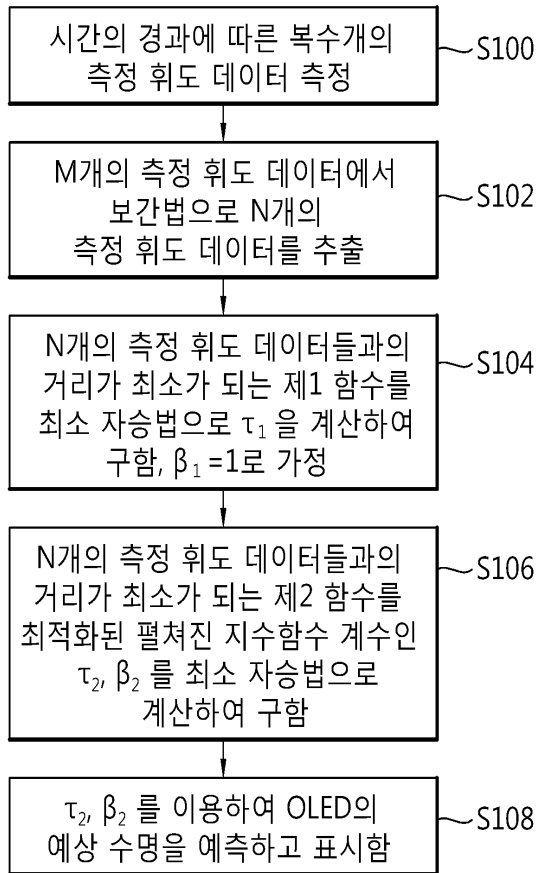 시간의 경과에 따른 복수개의
측정 휘도 데이터 측정
S100
M개의 측정 휘도 데이터에서
보간법으로 N개의
측정 휘도 데이터를 추출
S102
N개의 측정 휘도 데이터들과의
거리가 최소가 되는 제1 함수를
최소 자승법으로 τ₁ 을 계산하여
구함, β₁ =1로 가정
S104
N개의 측정 휘도 데이터들과의
거리가 최소가 되는 제2 함수를
최적화된 펼쳐진 지수함수 계수인
τ₂, β₂ 를 최소 자승법으로
계산하여 구함
S106
τ₂, β₂ 를 이용하여 OLED의
예상 수명을 예측하고 표시함
S108